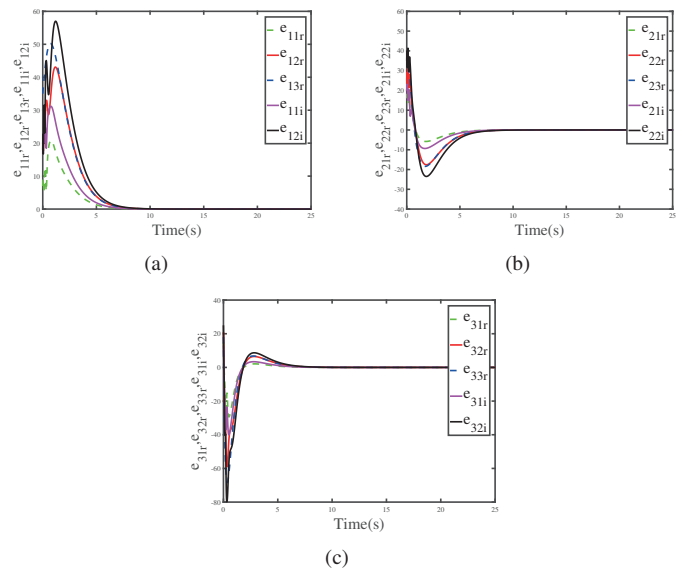 e11r,e12r,e13r,e11i,e12i
60
50
40
30
20
10
0
0 5 10 15 20 25
Time(s)
e11r
e12r
e13r
e11i
e12i
(a)
e21r,e22r,e23r,e21i,e22i
60
50
40
30
20
10
0
-10
-20
-30
-40
0 5 10 15 20 25
Time(s)
e21r
e22r
e23r
e21i
e22i
(b)
e31r,e32r,e33r,e31i,e32i
40
20
0
-20
-40
-60
-80
0 5 10 15 20 25
Time(s)
e31r
e32r
e33r
e31i
e32i
(c)